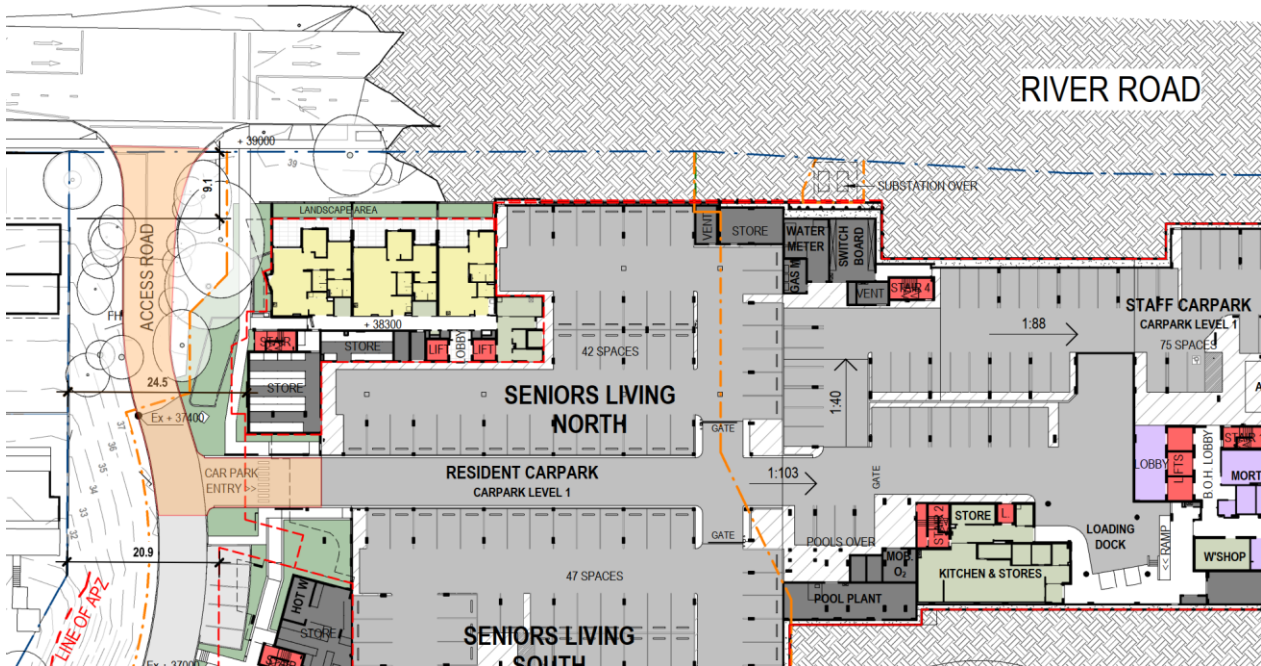 RIVER ROAD
+ 39000
39
9.1
SUBSTATION OVER
LANDSCAPE AREA
ACCESS ROAD
VENT
STORE
WATER
METER
SWITCH
BOARD
GAS M
VENT
STAIR 4
FH
+ 38300
STAIR
STORE
LIFT
LOBBY
LIFT
42 SPACES
1:88
STAFF CARPARK
CARPARK LEVEL 1
75 SPACES
STORE
24.5
Ex + 37400
SENIORS LIVING
NORTH
1:40
GATE
37
36
35
34
33
32
CAR PARK
ENTRY >>
RESIDENT CARPARK
CARPARK LEVEL 1
1:103
GATE
LOBBY
LIFTS
B.O.H. LOBBY
STAIR 1
MORT
GATE
POOLS OVER
STAIR 2
STORE
L.
LOADING
DOCK
<< RAMP
W'SHOP
20.9
47 SPACES
MOB.
O₂
KITCHEN & STORES
POOL PLANT
LINE OF APZ
HOT W
STORE
SENIORS LIVING
SOUTH
STAIR
Ex + 37000